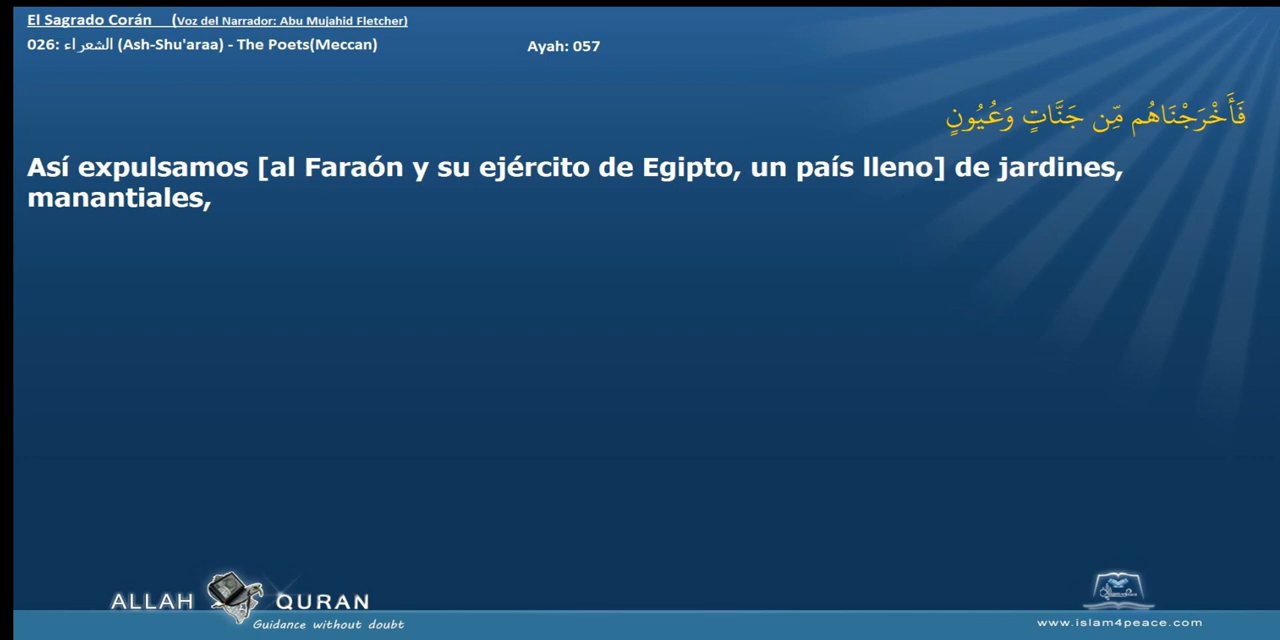 El Sagrado Corán (Voz del Narrador: Abu Mujahid Fletcher)
026: الشعراء (Ash-Shu'araa) - The Poets(Meccan) Ayah: 057
فَأَخْرَجْنَاهُم مِّن جَنَّاتٍ وَعُيُونٍ
Así expulsamos [al Faraón y su ejército de Egipto, un país lleno] de jardines,
manantiales,
ALLAH QURAN
Guidance without doubt
www.islam4peace.com